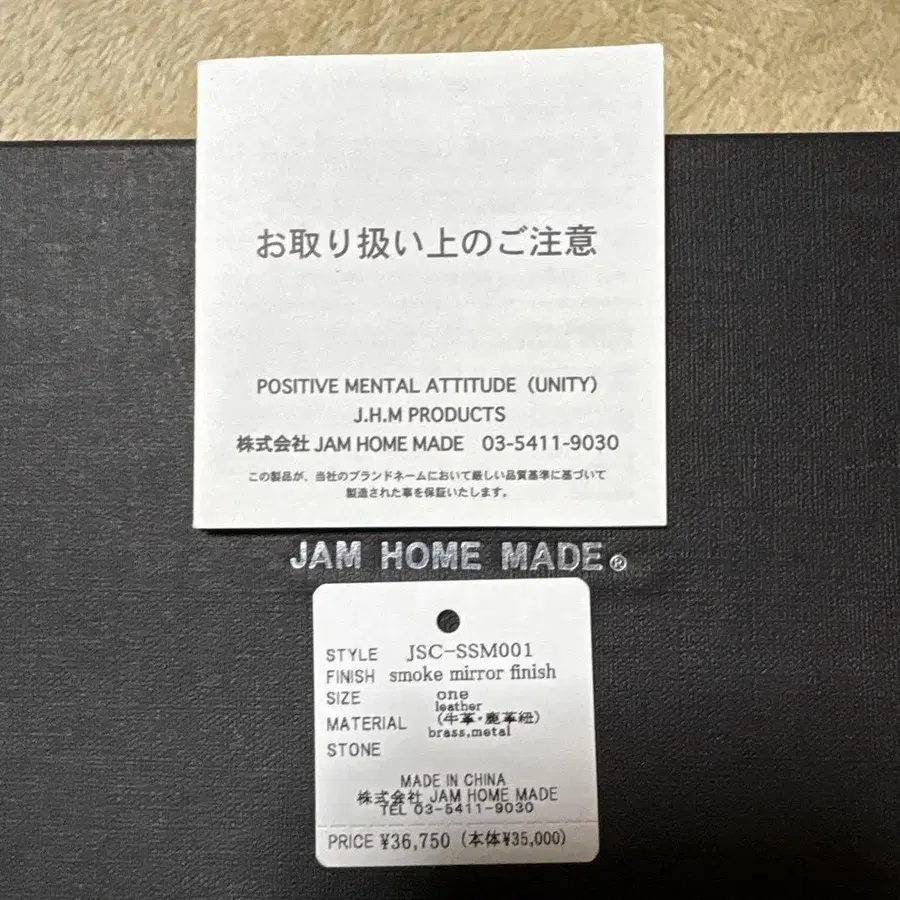 お取り扱い上のご注意
POSITIVE MENTAL ATTITUDE（UNITY）
J.H.M PRODUCTS
株式会社 JAM HOME MADE　03-5411-9030
この製品が、当社のブランドネームにおいて厳しい品質基準に基づいて
製造された事を保証いたします。
JAM HOME MADE®
STYLE JSC-SSM001
FINISH smoke mirror finish
SIZE one
leather
MATERIAL (牛革・鹿革紐)
brass,metal
STONE
MADE IN CHINA
株式会社 JAM HOME MADE
TEL 03-5411-9030
PRICE ¥36,750 (本体¥35,000)